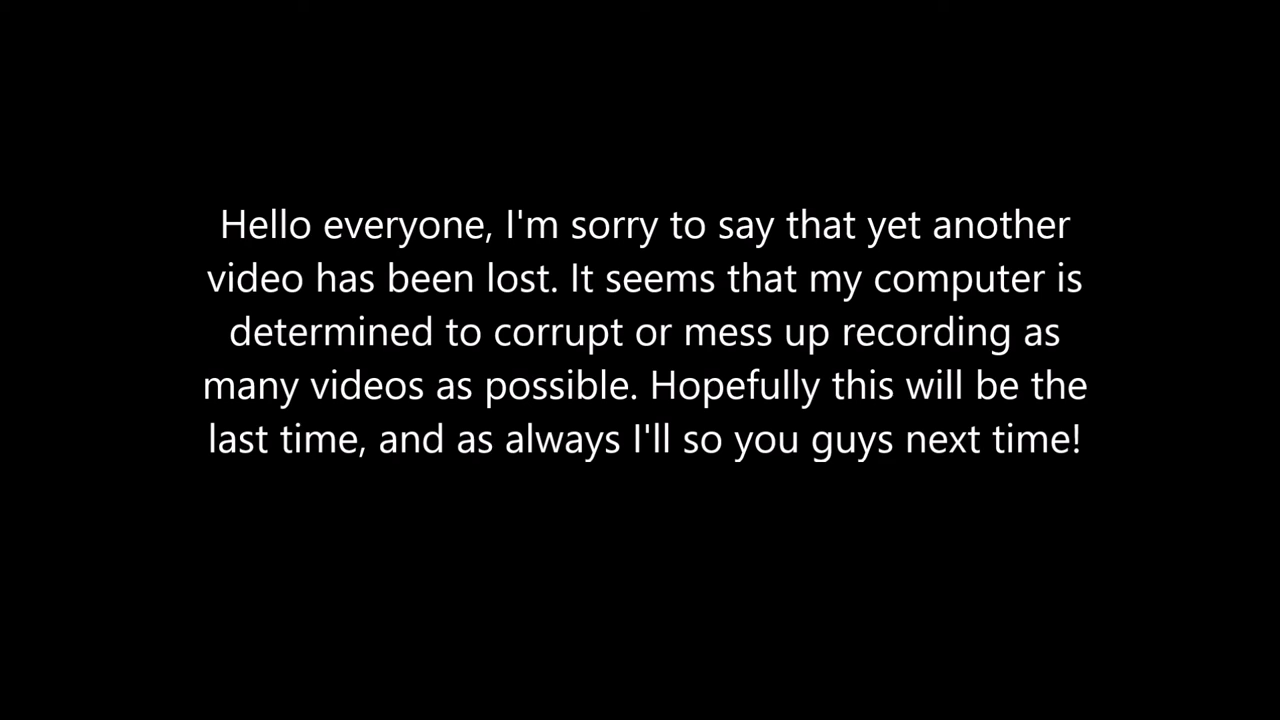 Hello everyone, I'm sorry to say that yet another
video has been lost. It seems that my computer is
determined to corrupt or mess up recording as
many videos as possible. Hopefully this will be the
last time, and as always I'll so you guys next time!